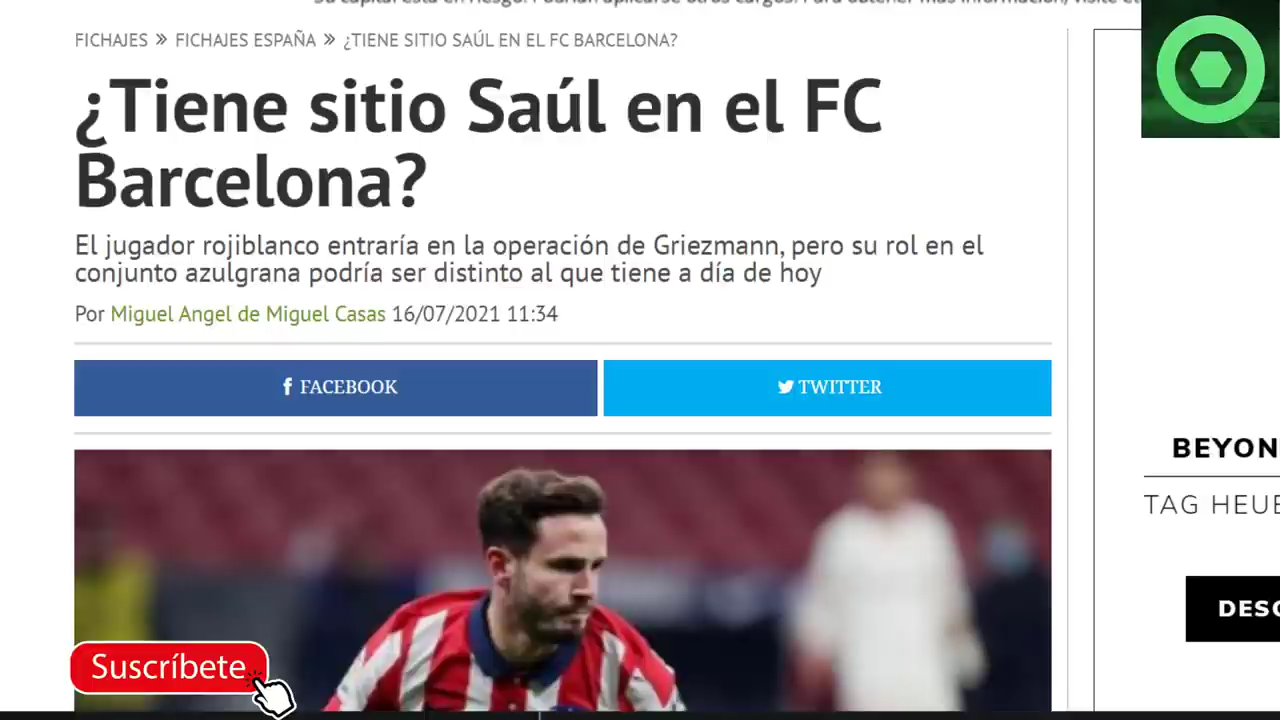 FICHAJES » FICHAJES ESPAÑA » ¿TIENE SITIO SAÚL EN EL FC BARCELONA?
¿Tiene sitio Saúl en el FC
Barcelona?
El jugador rojiblanco entraría en la operación de Griezmann, pero su rol en el
conjunto azulgrana podría ser distinto al que tiene a día de hoy
Por Miguel Angel de Miguel Casas 16/07/2021 11:34
FACEBOOK
TWITTER
BEYON
TAG HEUE
DESC
Suscríbete